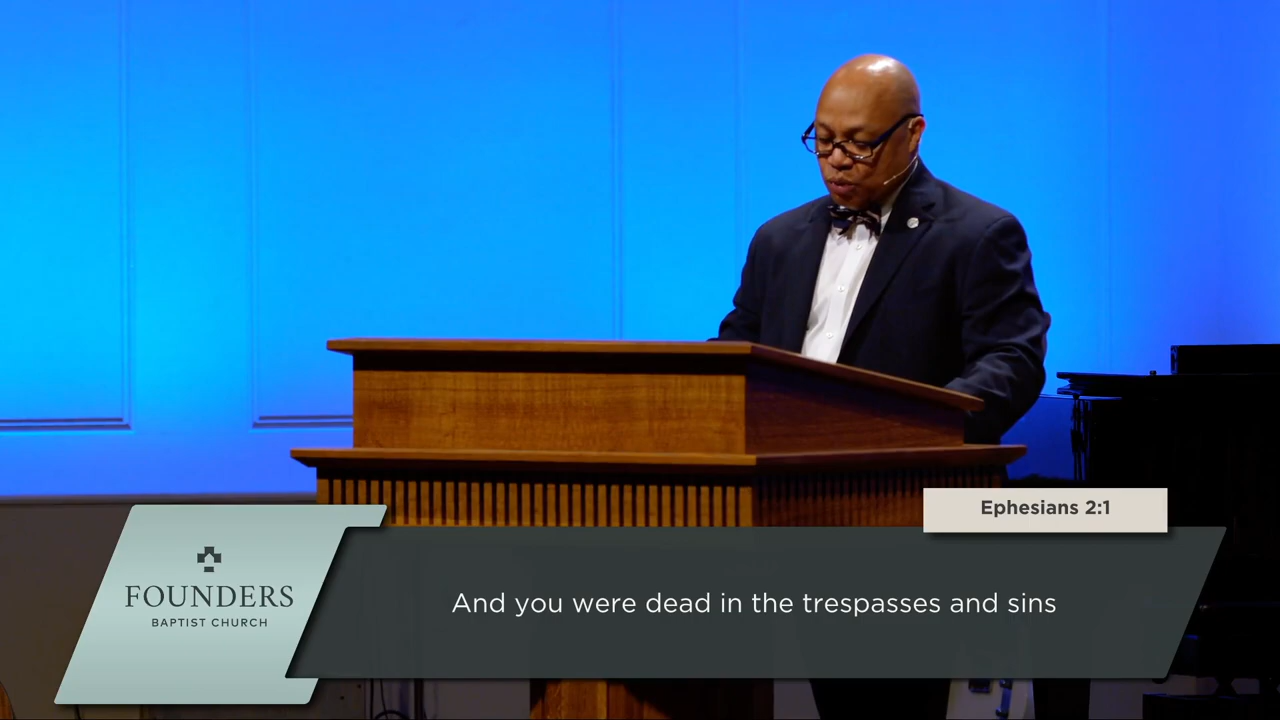 Ephesians 2:1
FOUNDERS
BAPTIST CHURCH
And you were dead in the trespasses and sins